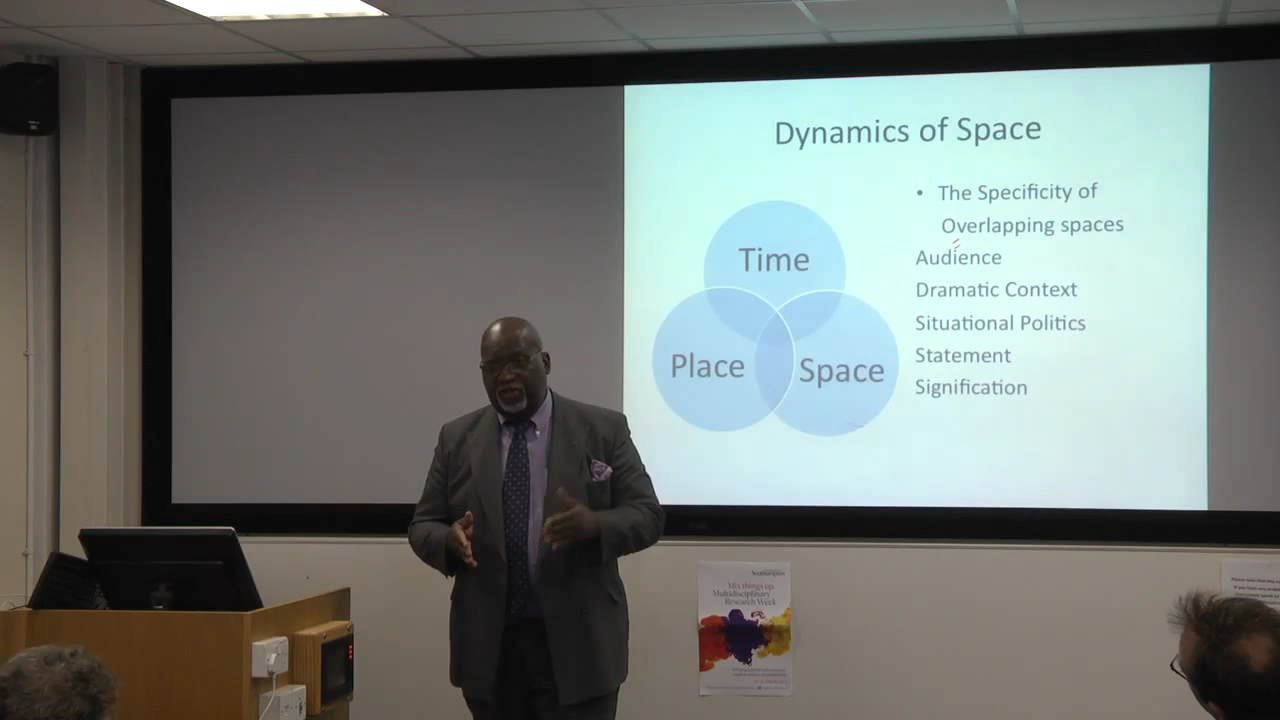 Dynamics of Space
• The Specificity of
Overlapping spaces
Audience
Dramatic Context
Situational Politics
Statement
Signification
Time
Place
Space
Southampton
Mix things up.
Multidisciplinary
Research Week